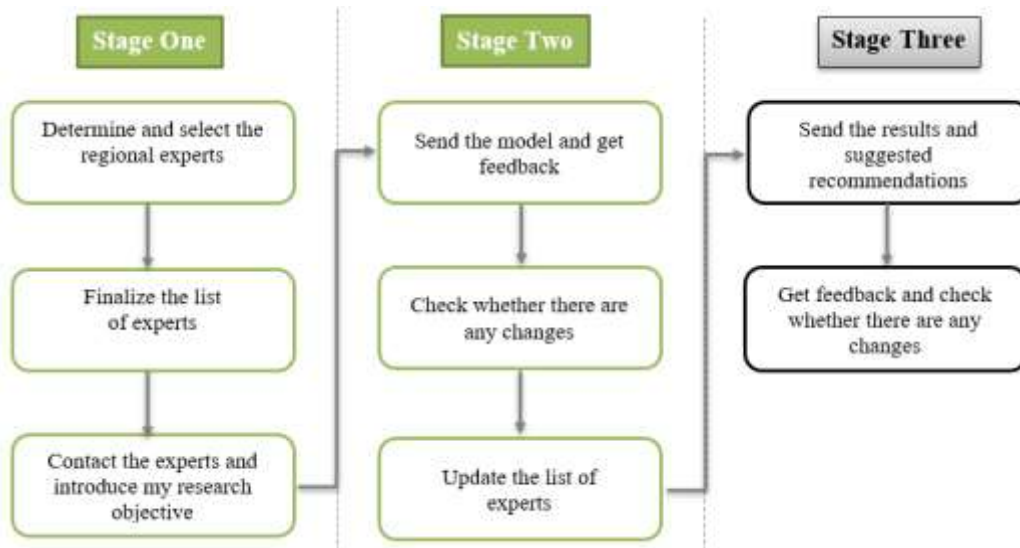 Stage One
Determine and select the
regional experts
Finalize the list
of experts
Contact the experts and
introduce my research
objective
Stage Two
Send the model and get
feedback
Check whether there are
any changes
Update the list of
experts
Stage Three
Send the results and
suggested
recommendations
Get feedback and check
whether there are any
changes